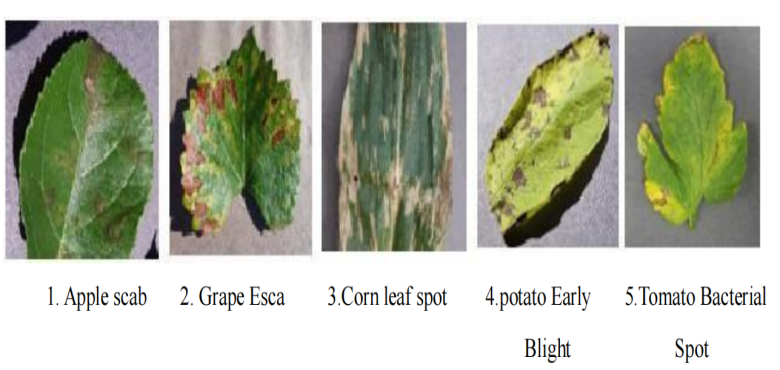 1. Apple scab
2. Grape Esca
3.Corn leaf spot
4.potato Early
Blight
5.Tomato Bacterial
Spot